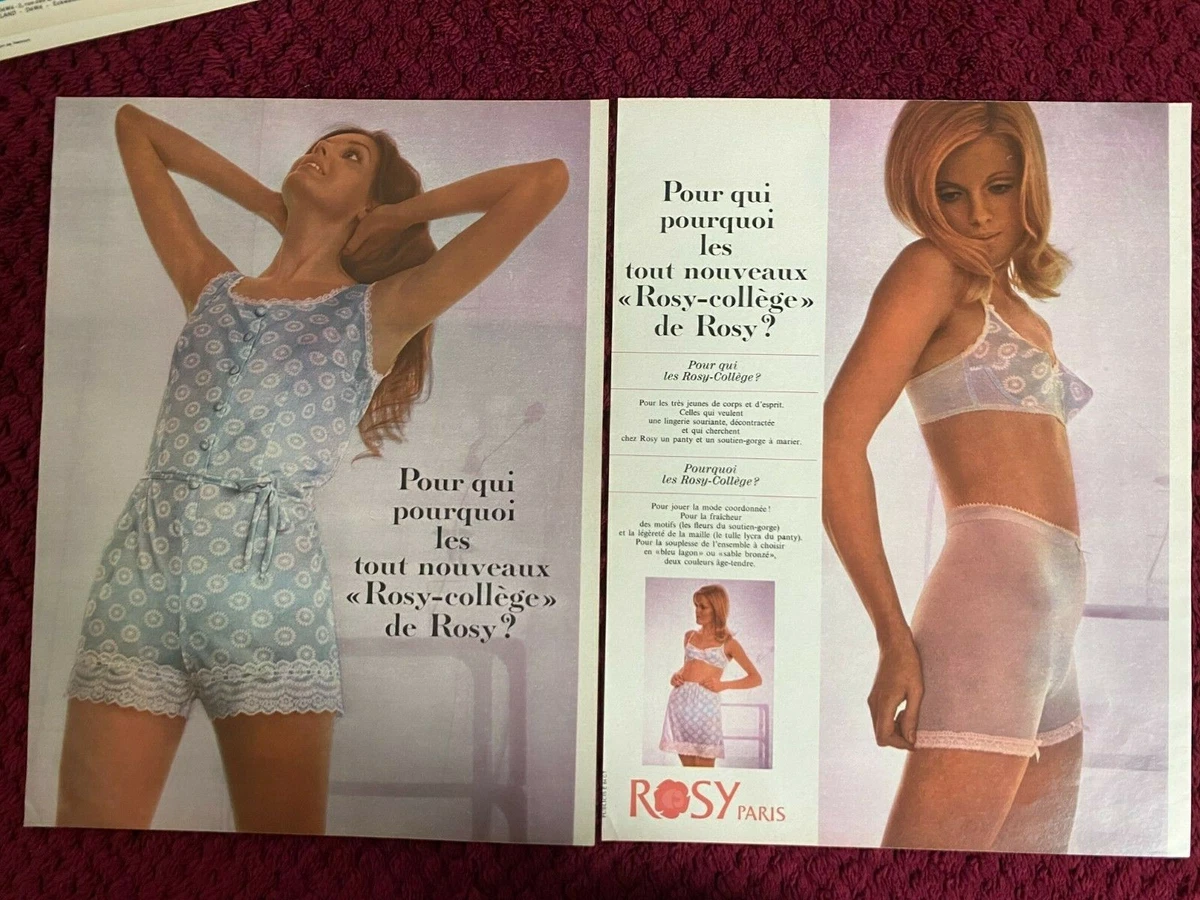 LAND - DeWa -
Pour qui
pourquoi
les
tout nouveaux
«Rosy-collège»
de Rosy?
Pour qui
pourquoi
les
tout nouveaux
«Rosy-collège»
de Rosy?
Pour qui
les Rosy-Collège?
Pour les très jeunes de corps et d'esprit.
Celles qui veulent
une lingerie souriante, décontractée
et qui cherchent
chez Rosy un panty et un soutien-gorge à marier.
Pourquoi
les Rosy-Collège?
Pour jouer la mode coordonnée!
Pour la fraîcheur
des motifs (les fleurs du soutien-gorge)
et la légèreté de la maille (le tulle lycra du panty).
Pour la souplesse de l'ensemble à choisir
en «bleu lagon» ou «sable bronzé»,
deux couleurs âge-tendre.
ROSY PARIS